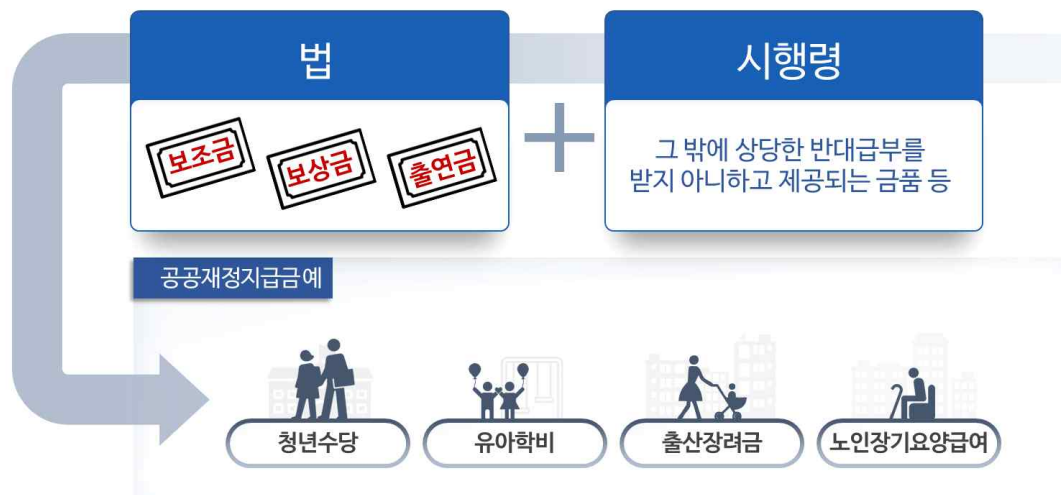 법
시행령
보조금
보상금
출연금
그 밖에 상당한 반대급부를
받지 아니하고 제공되는 금품 등
공공재정지급금 예
청년수당
유아학비
출산장려금
노인장기요양급여